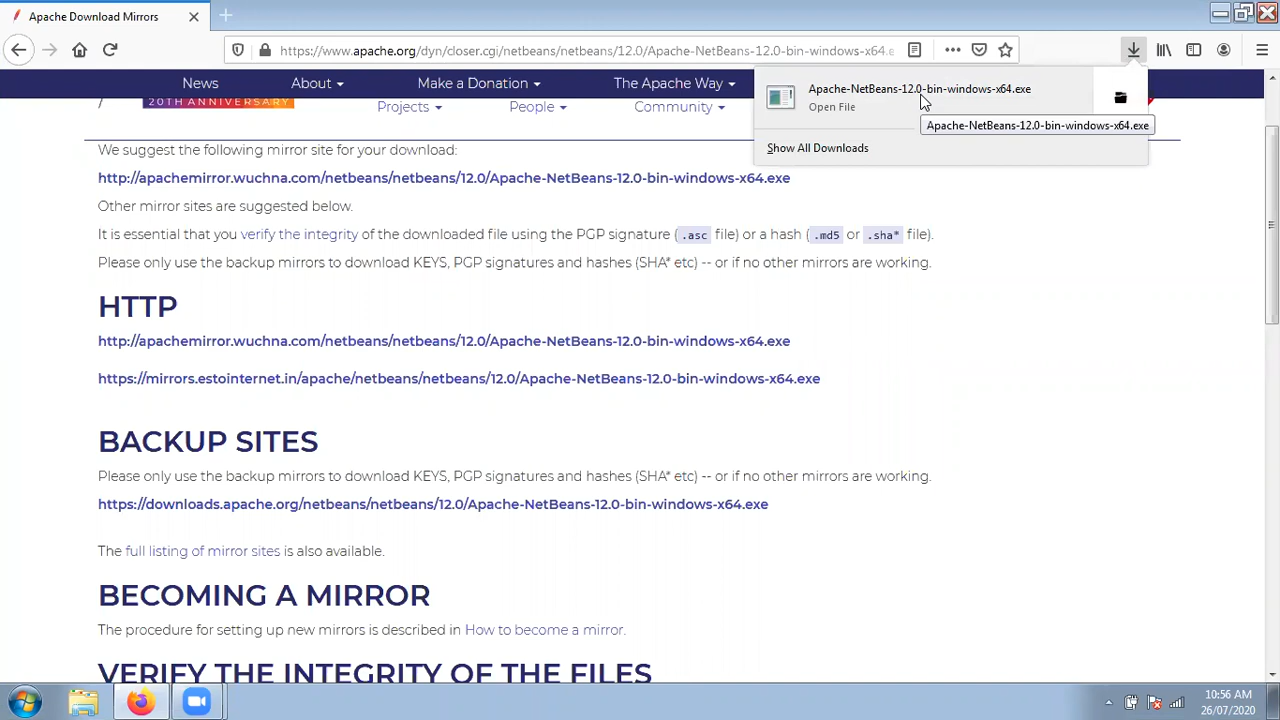 Apache Download Mirrors
https://www.apache.org/dyn/closer.cgi/netbeans/netbeans/12.0/Apache-NetBeans-12.0-bin-windows-x64.e
News
About
Make a Donation
The Apache Way
20TH ANNIVERSARY
Projects
People
Community
Apache-NetBeans-12.0-bin-windows-x64.exe
Open File
Apache-NetBeans-12.0-bin-windows-x64.exe
Show All Downloads
We suggest the following mirror site for your download:
http://apachemirror.wuchna.com/netbeans/netbeans/12.0/Apache-NetBeans-12.0-bin-windows-x64.exe
Other mirror sites are suggested below.
It is essential that you verify the integrity of the downloaded file using the PGP signature (.asc file) or a hash (.md5 or .sha* file).
Please only use the backup mirrors to download KEYS, PGP signatures and hashes (SHA* etc) -- or if no other mirrors are working.
HTTP
http://apachemirror.wuchna.com/netbeans/netbeans/12.0/Apache-NetBeans-12.0-bin-windows-x64.exe
https://mirrors.estointernet.in/apache/netbeans/netbeans/12.0/Apache-NetBeans-12.0-bin-windows-x64.exe
BACKUP SITES
Please only use the backup mirrors to download KEYS, PGP signatures and hashes (SHA* etc) -- or if no other mirrors are working.
https://downloads.apache.org/netbeans/netbeans/12.0/Apache-NetBeans-12.0-bin-windows-x64.exe
The full listing of mirror sites is also available.
BECOMING A MIRROR
The procedure for setting up new mirrors is described in How to become a mirror.
VERIFY THE INTEGRITY OF THE FILES
10:56 AM
26/07/2020